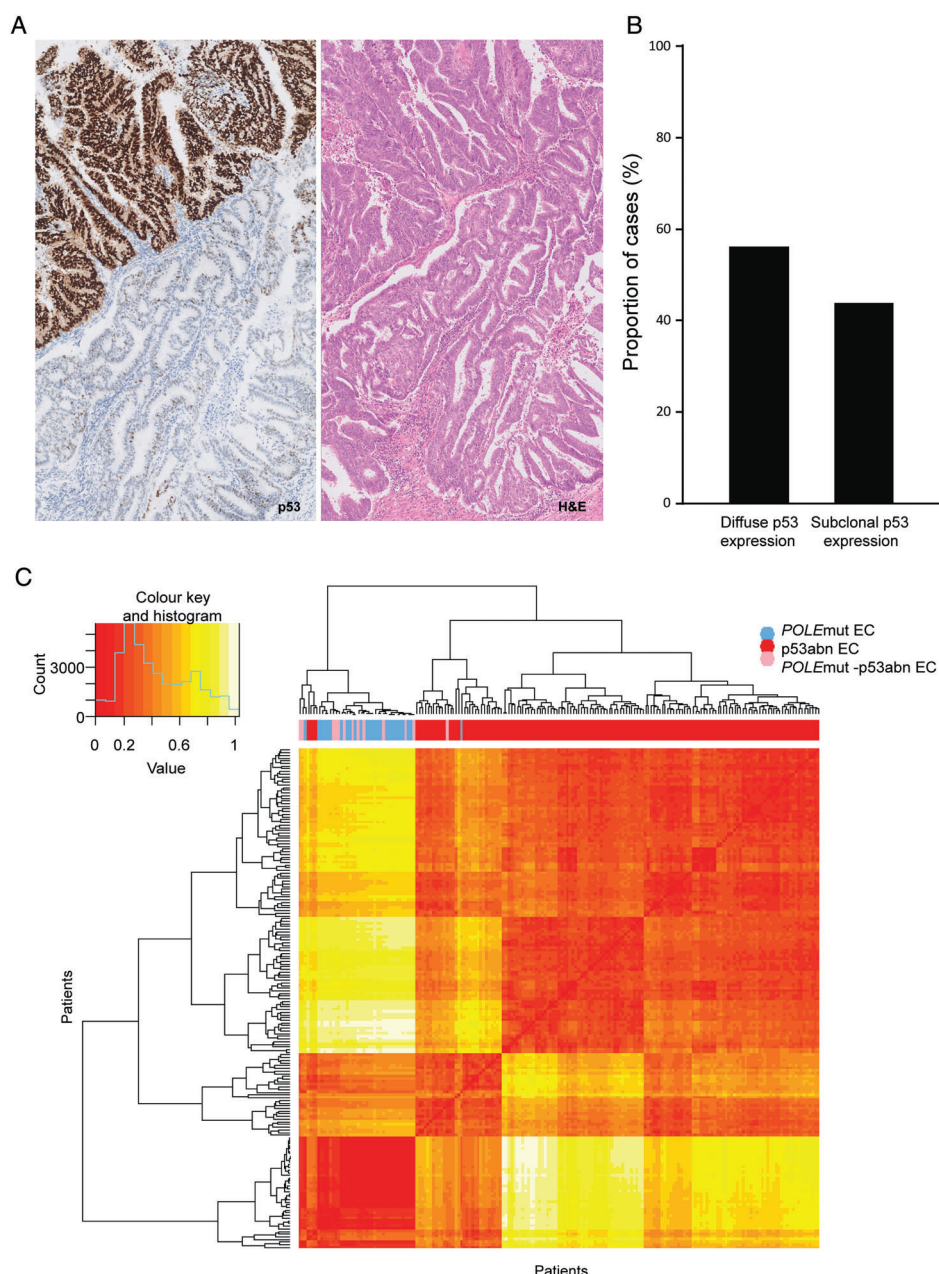 A
p53
H&E
B
Proportion of cases (%)
100
80
60
40
20
0
Diffuse p53
expression
Subclonal p53
expression
C
Colour key
and histogram
Count
3000
0
0 0.2 0.6 1
Value
POLEmut EC
p53abn EC
POLEmut -p53abn EC
Patients
Patients